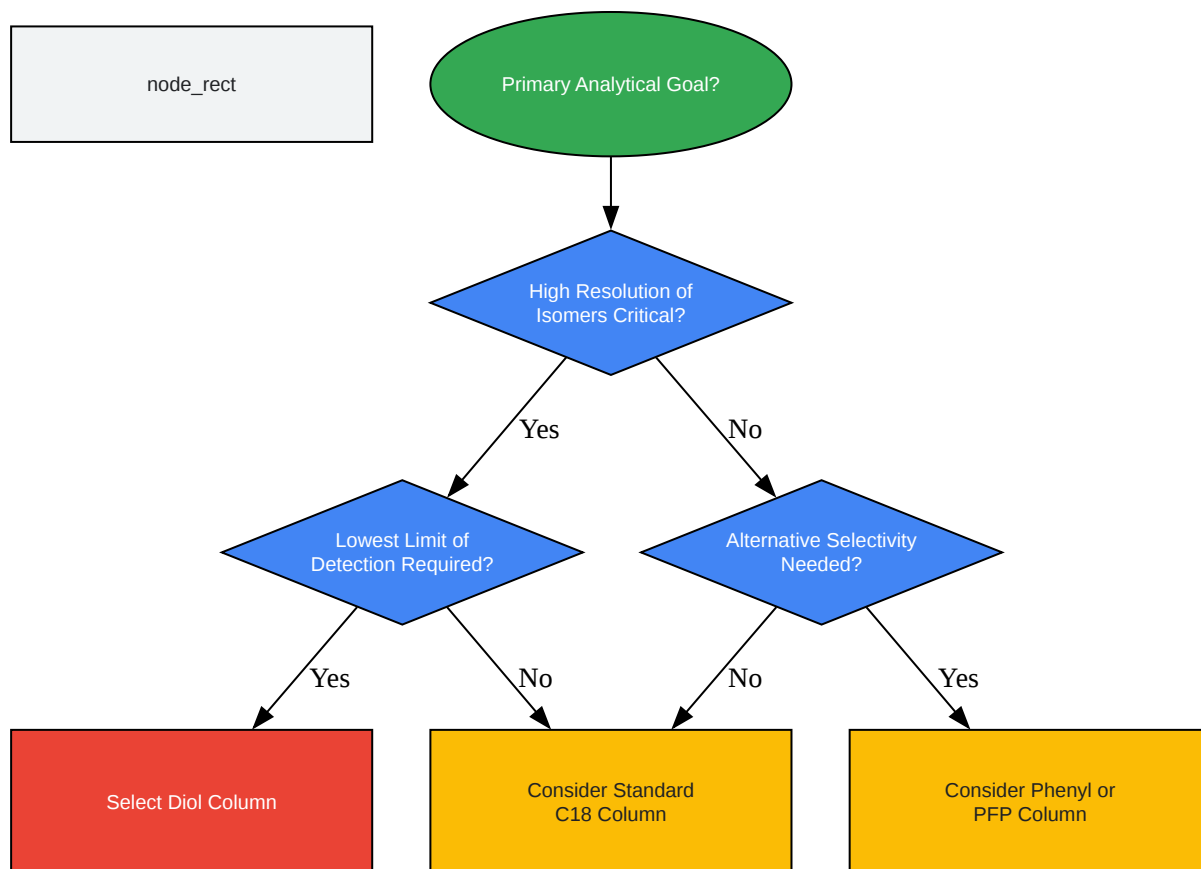 node_rect
Primary Analytical Goal?
High Resolution of
Isomers Critical?
Yes
No
Lowest Limit of
Detection Required?
Alternative Selectivity
Needed?
Yes
No
No
Yes
Select Diol Column
Consider Standard
C18 Column
Consider Phenyl or
PFP Column